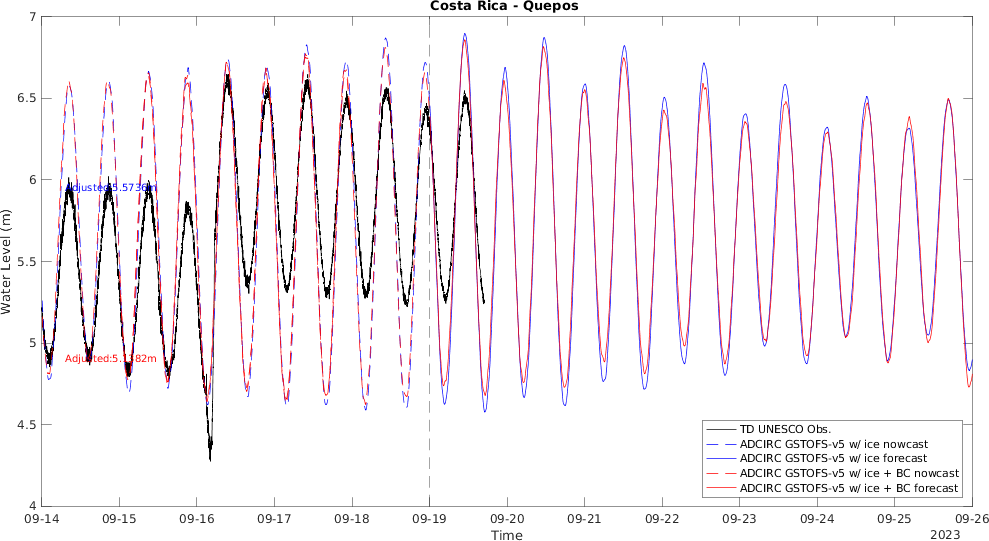 Costa Rica - Quepos
Water Level (m)
7
6.5
6
5.5
5
4.5
4
Adjusted:5.5736m
Adjusted:5.1182m
TD UNESCO Obs.
ADCIRC GSTOFS-v5 w/ ice nowcast
ADCIRC GSTOFS-v5 w/ ice forecast
ADCIRC GSTOFS-v5 w/ ice + BC nowcast
ADCIRC GSTOFS-v5 w/ ice + BC forecast
09-14 09-15 09-16 09-17 09-18 09-19 09-20 09-21 09-22 09-23 09-24 09-25 09-26
Time
2023